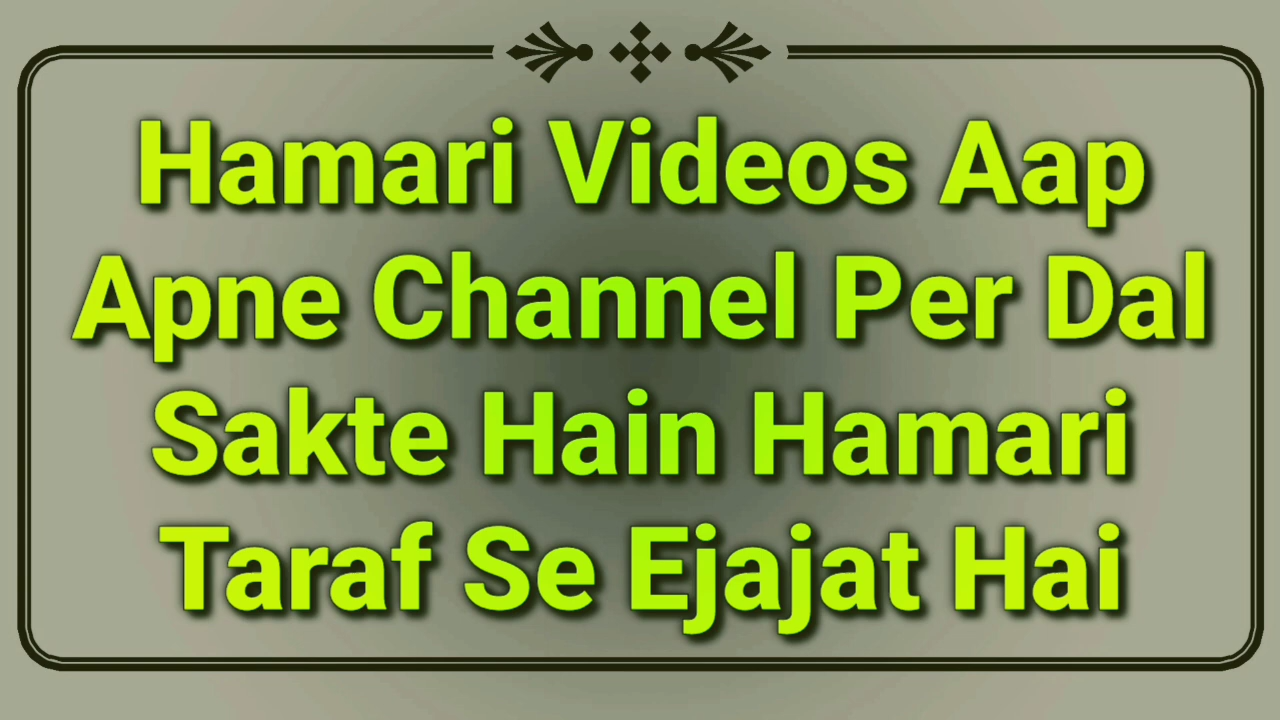 Hamari Videos Aap
Apne Channel Per Dal
Sakte Hain Hamari
Taraf Se Ejajat Hai